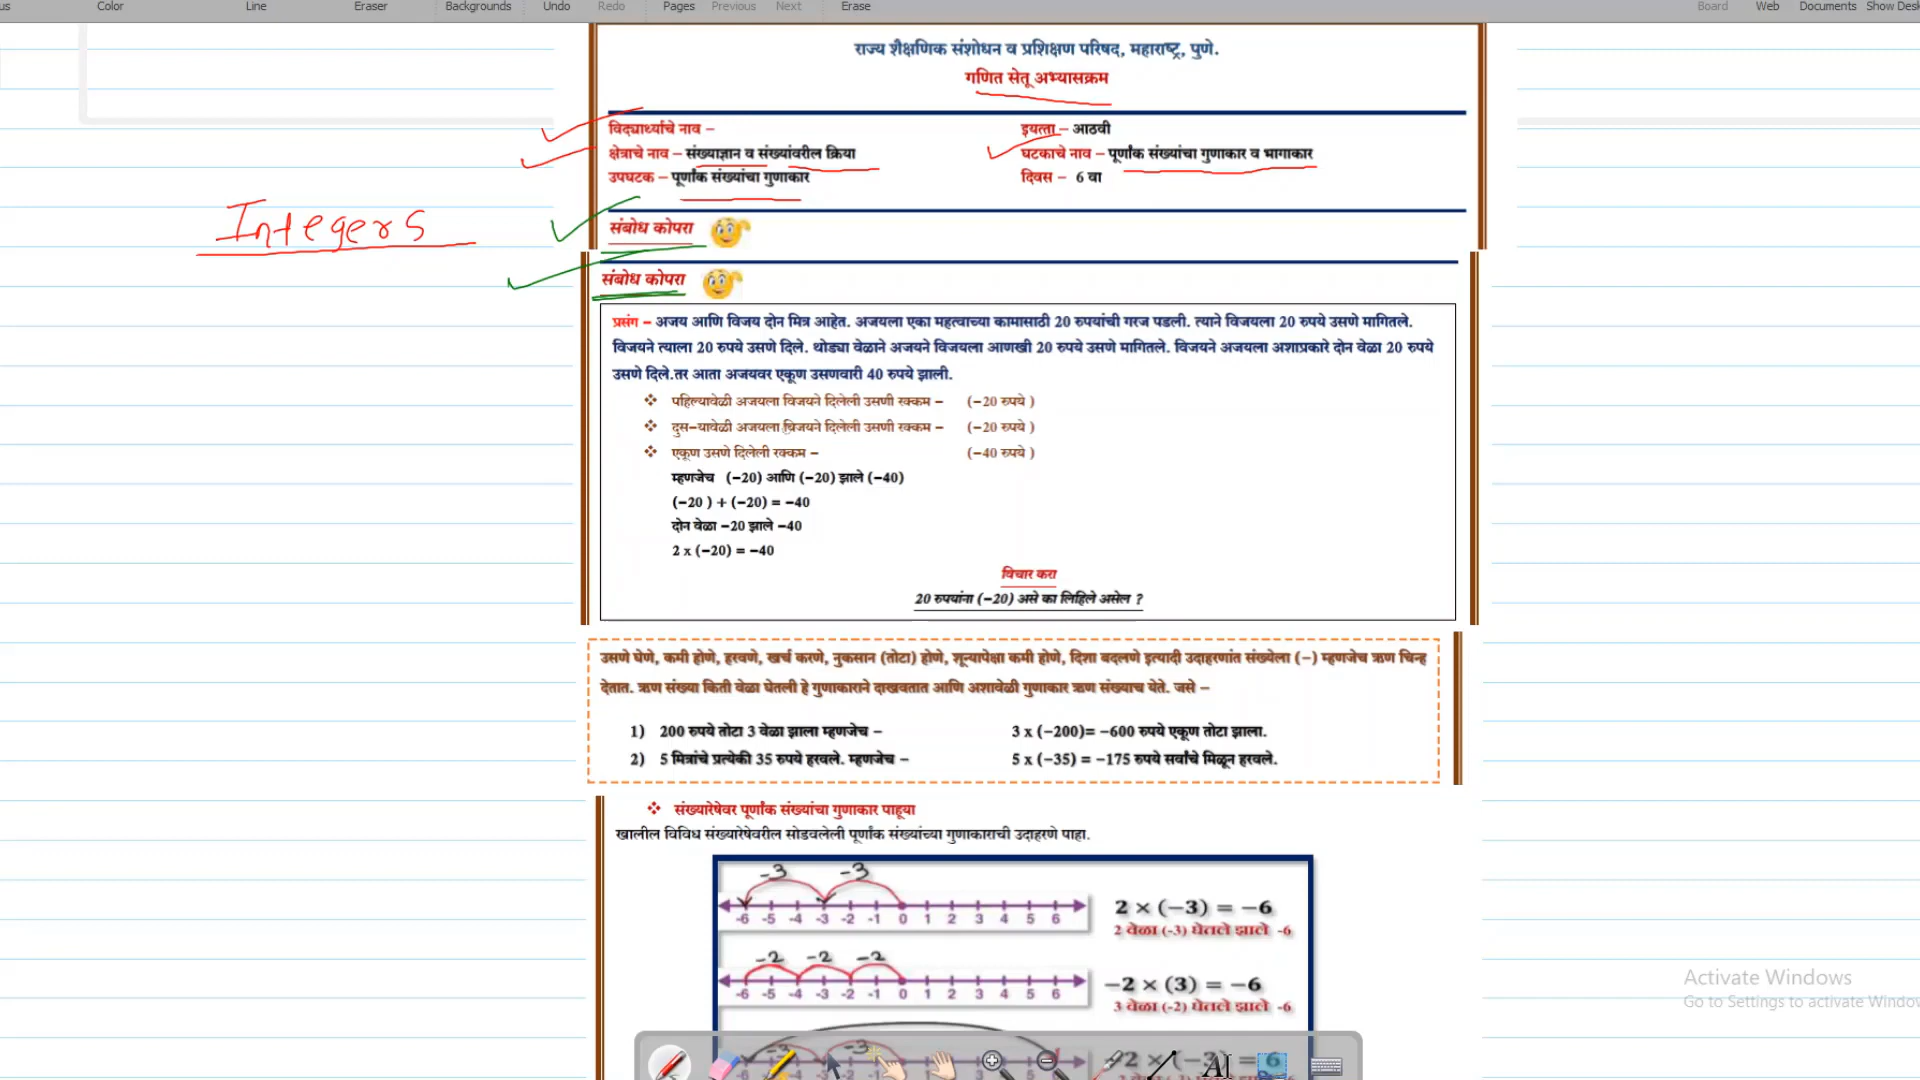 Color Line Eraser Backgrounds Undo Redo Pages Previous Next Erase Board Web Documents Show Desk
राज्य शैक्षणिक संशोधन व प्रशिक्षण परिषद, महाराष्ट्र, पुणे.
गणित सेतू अभ्यासक्रम
विद्यार्थ्याचे नाव – इयत्ता – आठवी
क्षेत्राचे नाव – संख्याज्ञान व संख्यांवरील क्रिया घटकाचे नाव – पूर्णांक संख्यांचा गुणाकार व भागाकार
उपघटक – पूर्णांक संख्यांचा गुणाकार दिवस – 6 वा
Integers
संबोध कोपरा
संबोध कोपरा
प्रसंग – अजय आणि विजय दोन मित्र आहेत. अजयला एका महत्वाच्या कामासाठी 20 रुपयांची गरज पडली. त्याने विजयला 20 रुपये उसणे मागितले.
विजयने त्याला 20 रुपये उसणे दिले. थोड्या वेळाने अजयने विजयला आणखी 20 रुपये उसणे मागितले. विजयने अजयला अशाप्रकारे दोन वेळा 20 रुपये
उसणे दिले.तर आता अजयवर एकूण उसणवारी 40 रुपये झाली.
❖ पहिल्यावेळी अजयला विजयने दिलेली उसणी रक्कम – (–20 रुपये )
❖ दुस–यावेळी अजयला विजयने दिलेली उसणी रक्कम – (–20 रुपये )
❖ एकूण उसणे दिलेली रक्कम – (–40 रुपये )
म्हणजेच (–20) आणि (–20) झाले (–40)
(–20 ) + (–20) = –40
दोन वेळा –20 झाले –40
2 x (–20) = –40
विचार करा
20 रुपयांना (–20) असे का लिहिले असेल ?
उसणे घेणे, कमी होणे, हरवणे, खर्च करणे, नुकसान (तोटा) होणे, शून्यापेक्षा कमी होणे, दिशा बदलणे इत्यादी उदाहरणांत संख्येला (–) म्हणजेच ऋण चिन्ह
देतात. ऋण संख्या किती वेळा घेतली हे गुणाकाराने दाखवतात आणि अशावेळी गुणाकार ऋण संख्याच येते. जसे –
1) 200 रुपये तोटा 3 वेळा झाला म्हणजेच – 3 x (–200)= –600 रुपये एकूण तोटा झाला.
2) 5 मित्रांचे प्रत्येकी 35 रुपये हरवले. म्हणजेच – 5 x (–35) = –175 रुपये सर्वांचे मिळून हरवले.
❖ संख्यारेषेवर पूर्णांक संख्यांचा गुणाकार पाहूया
खालील विविध संख्यारेषेवरील सोडवलेली पूर्णांक संख्यांच्या गुणाकाराची उदाहरणे पाहा.
-3 -3
-6 -5 -4 -3 -2 -1 0 1 2 3 4 5 6
2 × (−3) = −6
2 वेळा (-3) घेतले झाले -6
-2 -2 -2
-6 -5 -4 -3 -2 -1 0 1 2 3 4 5 6
−2 × (3) = −6
3 वेळा (-2) घेतले झाले -6
-3 -3
−2 × (−3) = 6
Activate Windows
Go to Settings to activate Window